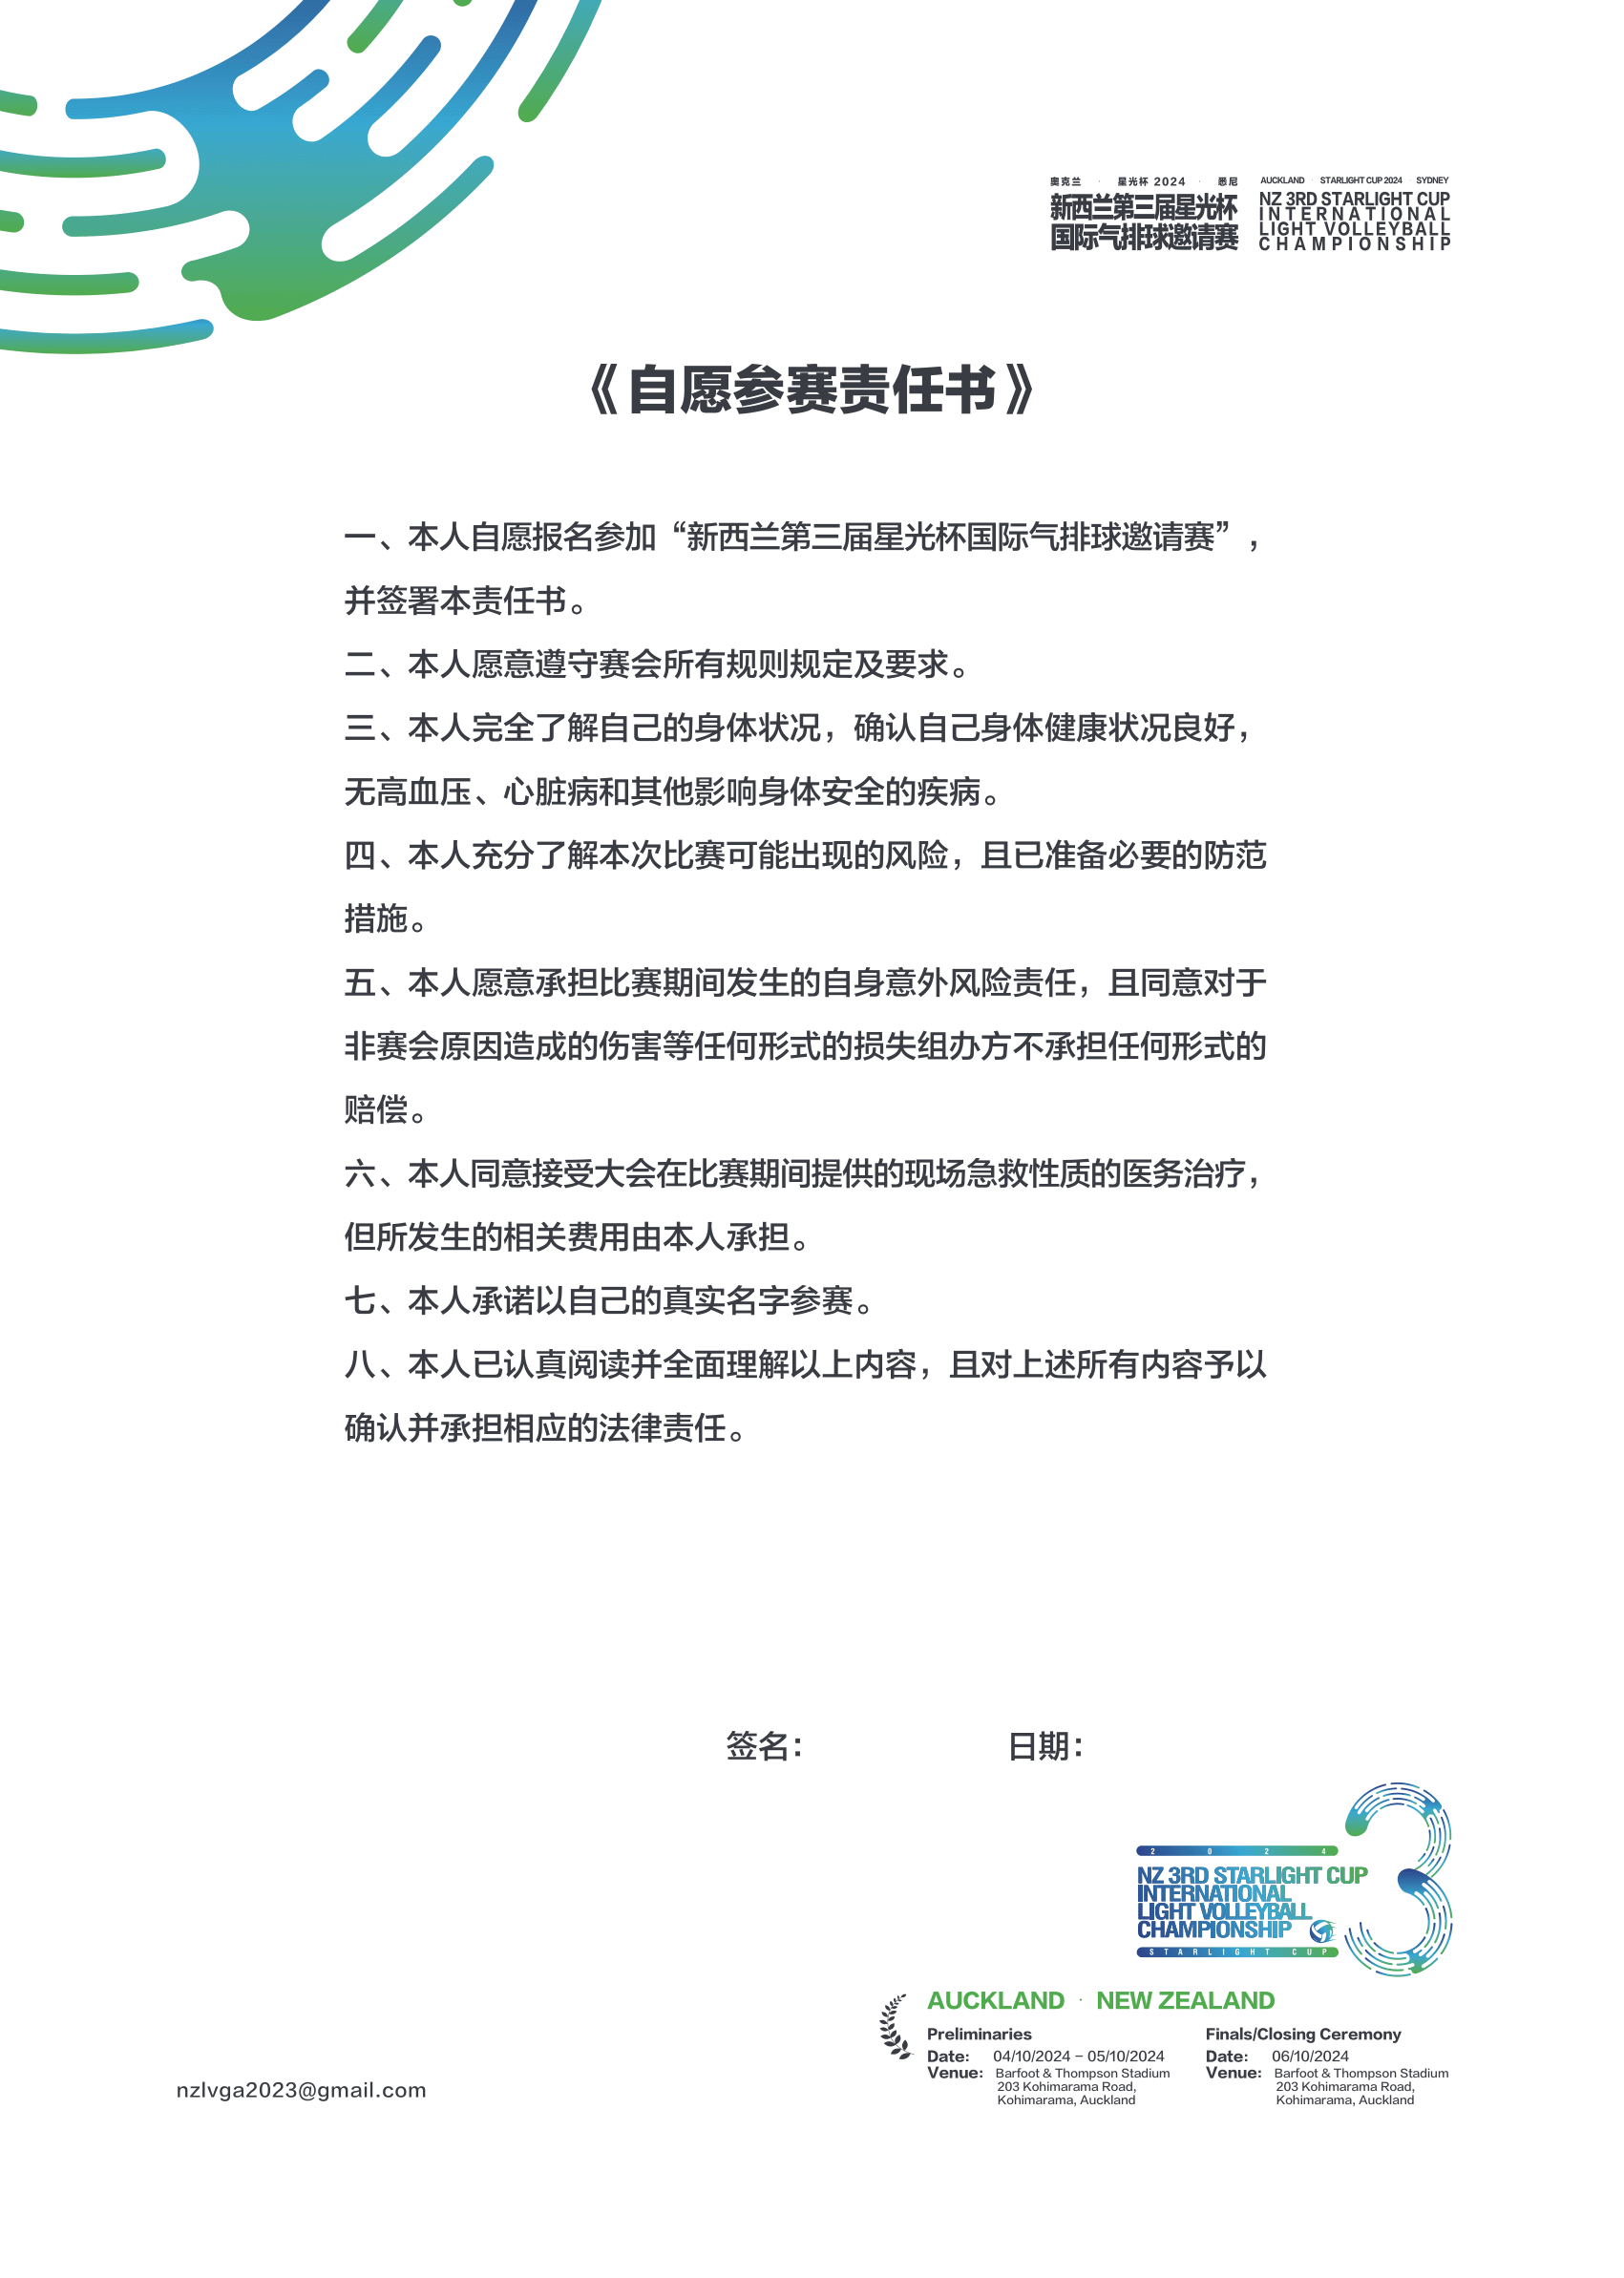 奥克兰 · 星光杯 2024 · 悉尼
新西兰第三届星光杯
国际气排球邀请赛
AUCKLAND · STARLIGHT CUP 2024 · SYDNEY
NZ 3RD STARLIGHT CUP
INTERNATIONAL
LIGHT VOLLEYBALL
CHAMPIONSHIP
《自愿参赛责任书》
一、本人自愿报名参加“新西兰第三届星光杯国际气排球邀请赛”，
并签署本责任书。
二、本人愿意遵守赛会所有规则规定及要求。
三、本人完全了解自己的身体状况，确认自己身体健康状况良好，
无高血压、心脏病和其他影响身体安全的疾病。
四、本人充分了解本次比赛可能出现的风险，且已准备必要的防范
措施。
五、本人愿意承担比赛期间发生的自身意外风险责任，且同意对于
非赛会原因造成的伤害等任何形式的损失组办方不承担任何形式的
赔偿。
六、本人同意接受大会在比赛期间提供的现场急救性质的医务治疗，
但所发生的相关费用由本人承担。
七、本人承诺以自己的真实名字参赛。
八、本人已认真阅读并全面理解以上内容，且对上述所有内容予以
确认并承担相应的法律责任。
签名： 日期：
2 0 2 4
NZ 3RD STARLIGHT CUP
INTERNATIONAL
LIGHT VOLLEYBALL
CHAMPIONSHIP
STARLIGHT CUP
3
AUCKLAND · NEW ZEALAND
Preliminaries
Date: 04/10/2024 – 05/10/2024
Venue: Barfoot & Thompson Stadium
203 Kohimarama Road,
Kohimarama, Auckland
Finals/Closing Ceremony
Date: 06/10/2024
Venue: Barfoot & Thompson Stadium
203 Kohimarama Road,
Kohimarama, Auckland
nzlvga2023@gmail.com